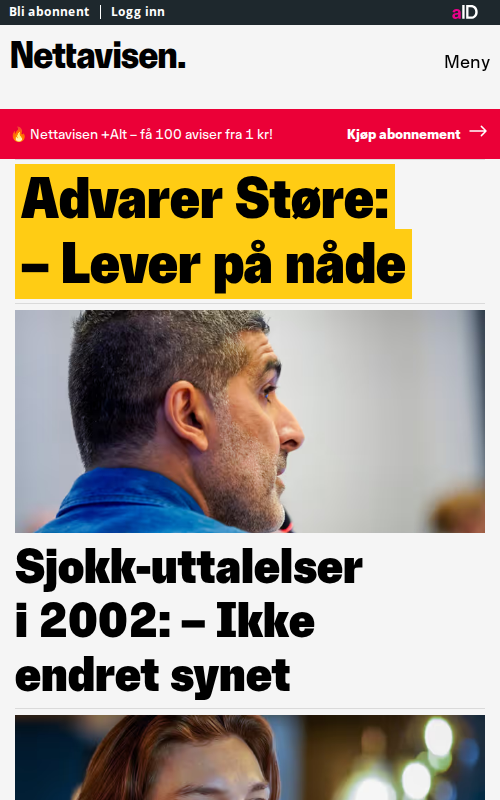 Bli abonnent | Logg inn
aID
Nettavisen.
Meny
🔥 Nettavisen +Alt – få 100 aviser fra 1 kr!
Kjøp abonnement →
Advarer Støre:
– Lever på nåde
Sjokk-uttalelser
i 2002: – Ikke
endret synet